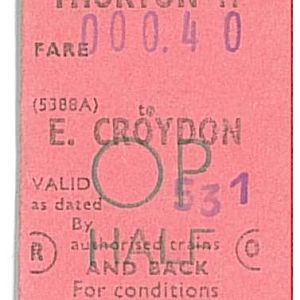 THORTON H
FARE 000.40
(5388A) to
E. CROYDON
OP
VALID
as dated 531
By
HALF
R authorised trains O
AND BACK
For conditions